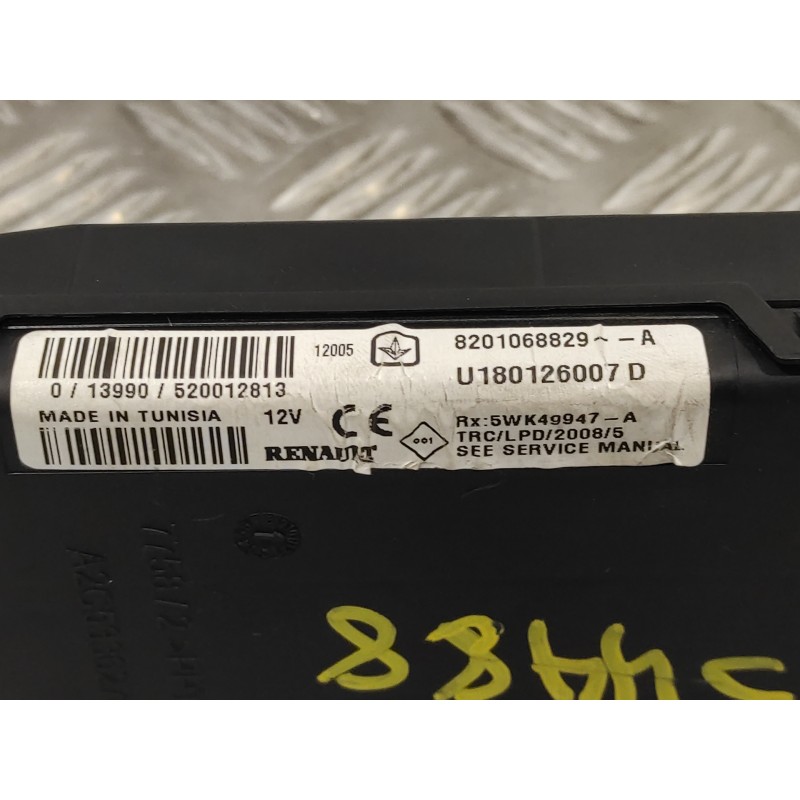 12005
8201068829~-A
0/13990/520012813
U180126007 D
MADE IN TUNISIA 12V CE
Rx:5WK49947-A
001
TRC/LPD/2008/5
RENAULT
SEE SERVICE MANUAL
1